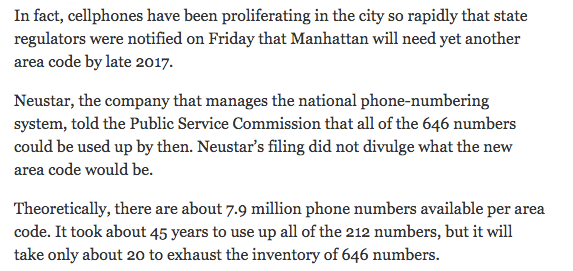 In fact, cellphones have been proliferating in the city so rapidly that state
regulators were notified on Friday that Manhattan will need yet another
area code by late 2017.
Neustar, the company that manages the national phone-numbering
system, told the Public Service Commission that all of the 646 numbers
could be used up by then. Neustar’s filing did not divulge what the new
area code would be.
Theoretically, there are about 7.9 million phone numbers available per area
code. It took about 45 years to use up all of the 212 numbers, but it will
take only about 20 to exhaust the inventory of 646 numbers.